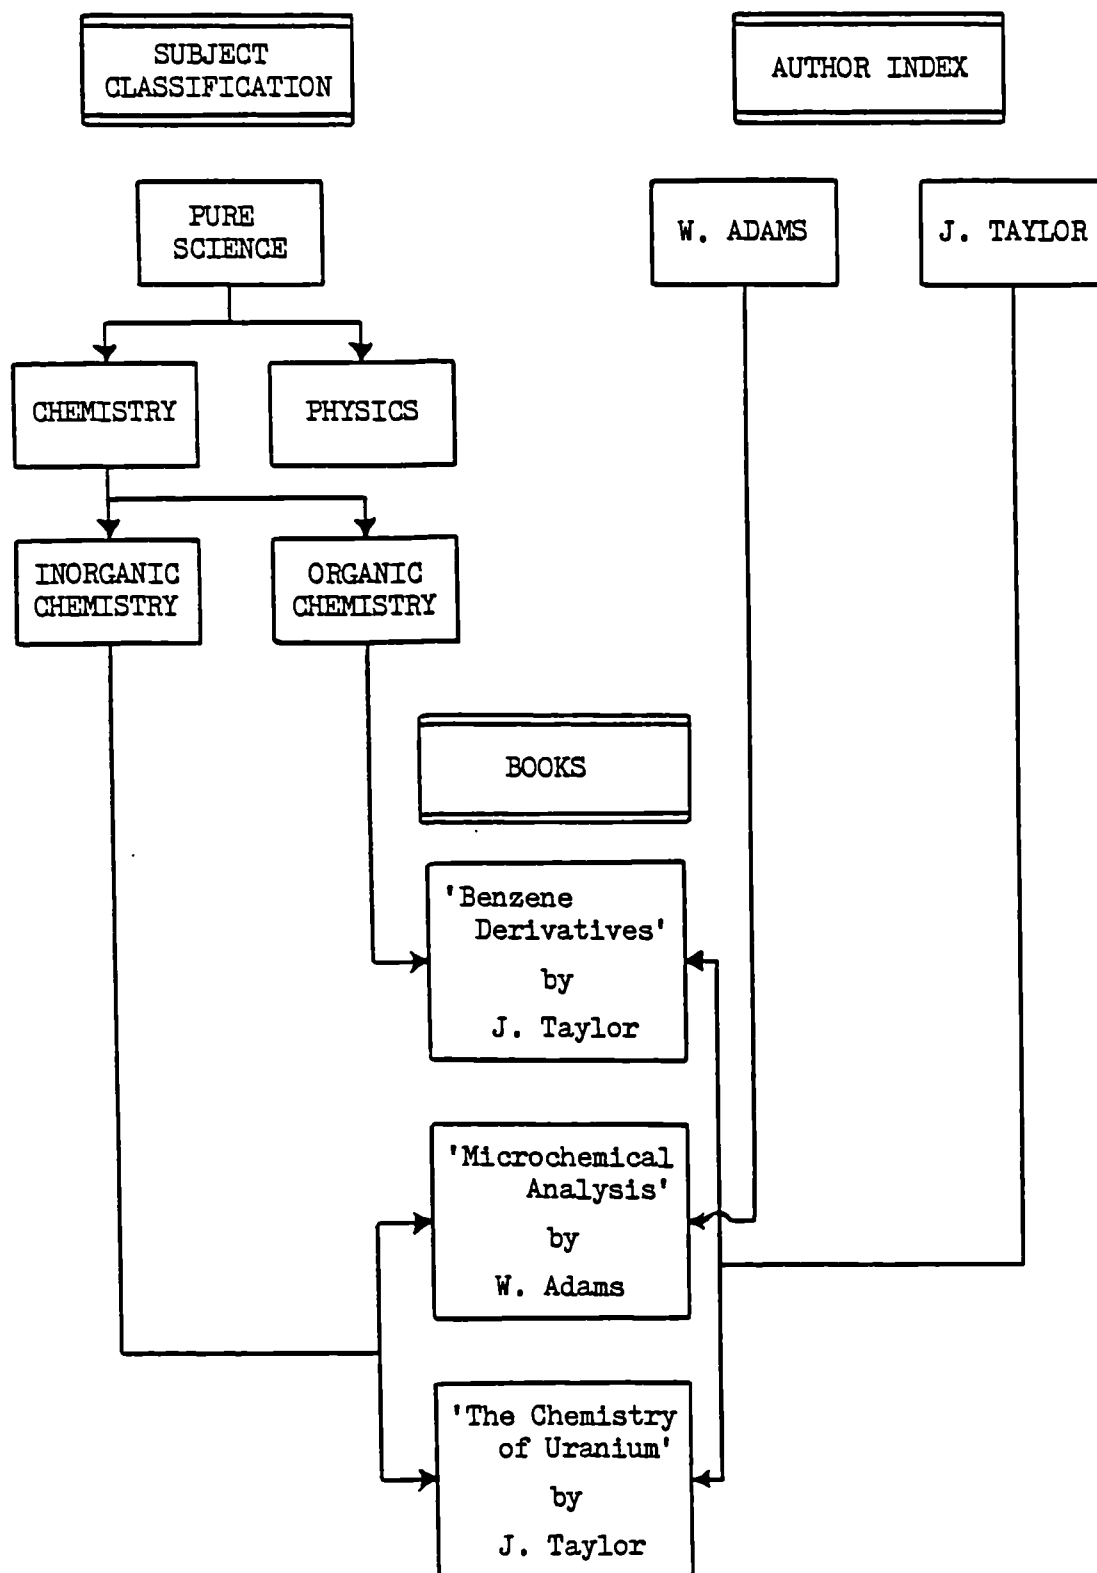 SUBJECT
CLASSIFICATION
AUTHOR INDEX
PURE
SCIENCE
W. ADAMS
J. TAYLOR
CHEMISTRY
PHYSICS
INORGANIC
CHEMISTRY
ORGANIC
CHEMISTRY
BOOKS
'Benzene
Derivatives'
by
J. Taylor
'Microchemical
Analysis'
by
W. Adams
'The Chemistry
of Uranium'
by
J. Taylor